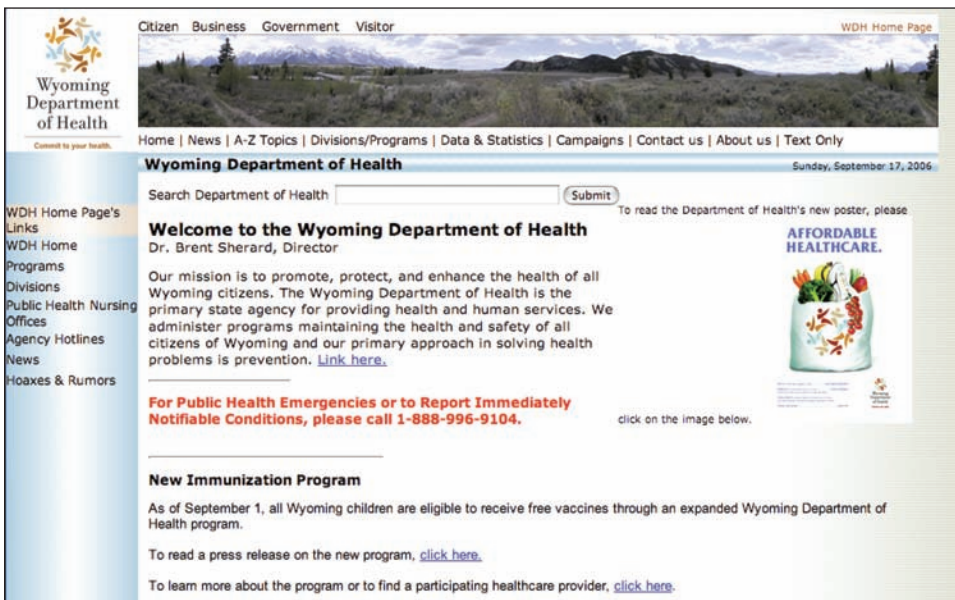 Citizen Business Government Visitor
WDH Home Page
Wyoming
Department
of Health
Commit to your health.
Home | News | A-Z Topics | Divisions/Programs | Data & Statistics | Campaigns | Contact us | About us | Text Only
Wyoming Department of Health
Sunday, September 17, 2006
WDH Home Page's
Links
WDH Home
Programs
Divisions
Public Health Nursing
Offices
Agency Hotlines
News
Hoaxes & Rumors
Search Department of Health
Submit
Welcome to the Wyoming Department of Health
Dr. Brent Sherard, Director
Our mission is to promote, protect, and enhance the health of all
Wyoming citizens. The Wyoming Department of Health is the
primary state agency for providing health and human services. We
administer programs maintaining the health and safety of all
citizens of Wyoming and our primary approach in solving health
problems is prevention. Link here.
For Public Health Emergencies or to Report Immediately
Notifiable Conditions, please call 1-888-996-9104.
To read the Department of Health's new poster, please
AFFORDABLE
HEALTHCARE.
click on the image below.
New Immunization Program
As of September 1, all Wyoming children are eligible to receive free vaccines through an expanded Wyoming Department of
Health program.
To read a press release on the new program, click here.
To learn more about the program or to find a participating healthcare provider, click here.